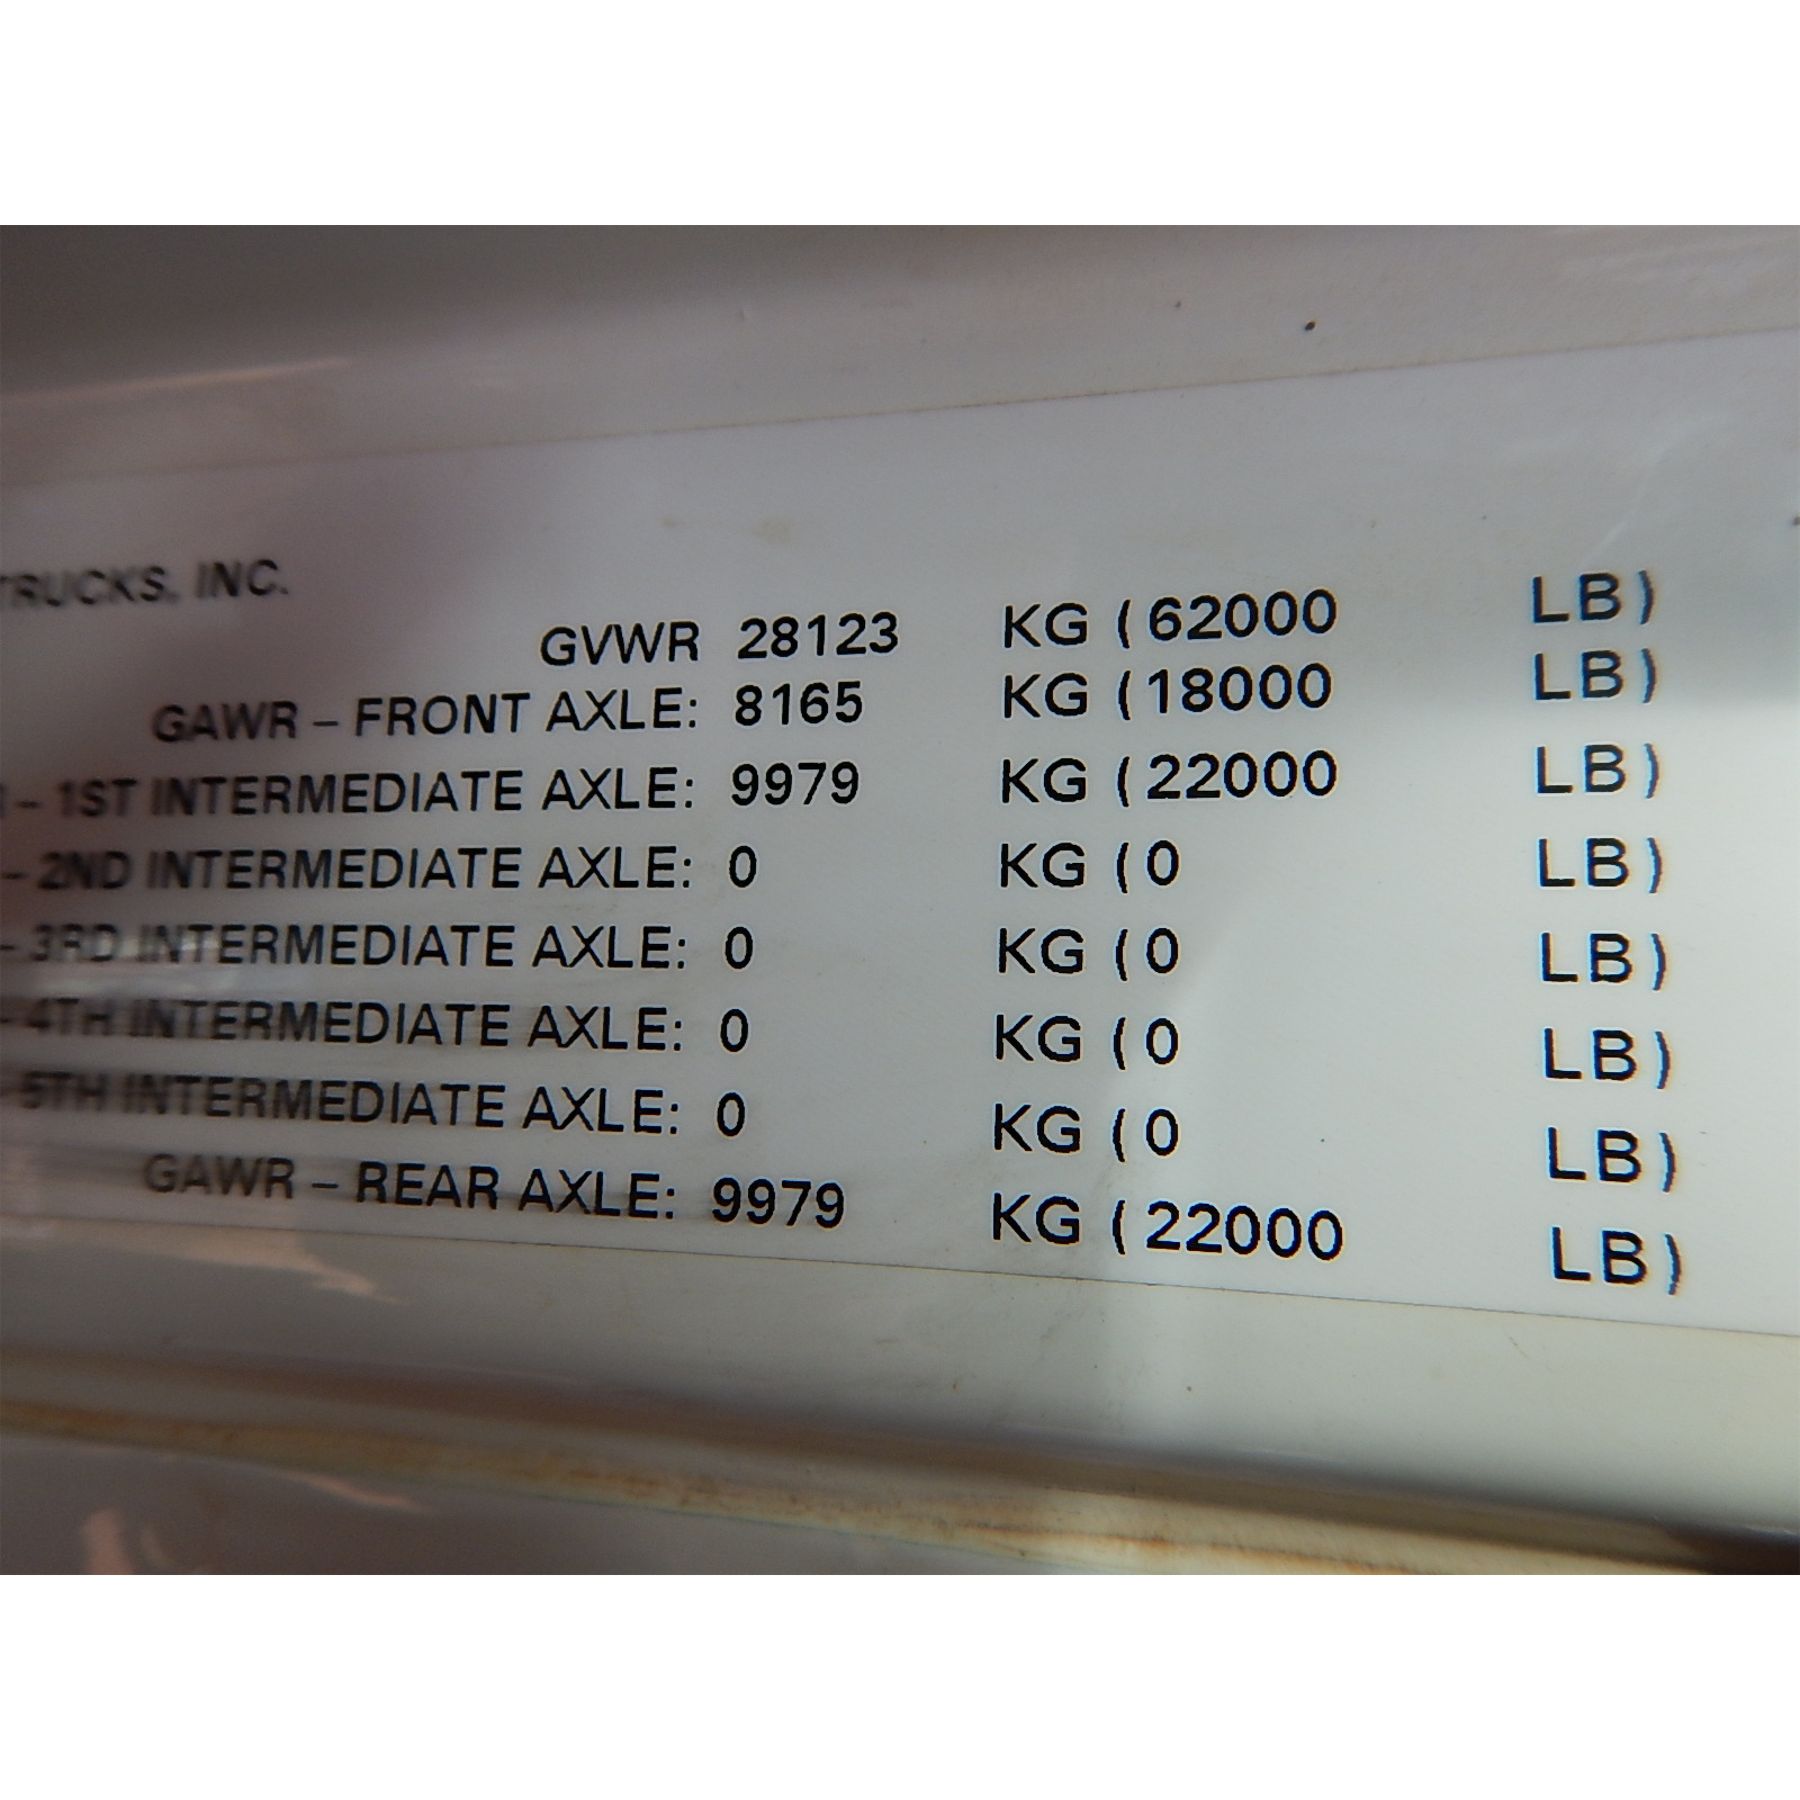 TRUCKS, INC.
GVWR 28123 KG (62000 LB)
GAWR – FRONT AXLE: 8165 KG (18000 LB)
– 1ST INTERMEDIATE AXLE: 9979 KG (22000 LB)
– 2ND INTERMEDIATE AXLE: 0 KG (0 LB)
– 3RD INTERMEDIATE AXLE: 0 KG (0 LB)
– 4TH INTERMEDIATE AXLE: 0 KG (0 LB)
– 5TH INTERMEDIATE AXLE: 0 KG (0 LB)
GAWR – REAR AXLE: 9979 KG (22000 LB)